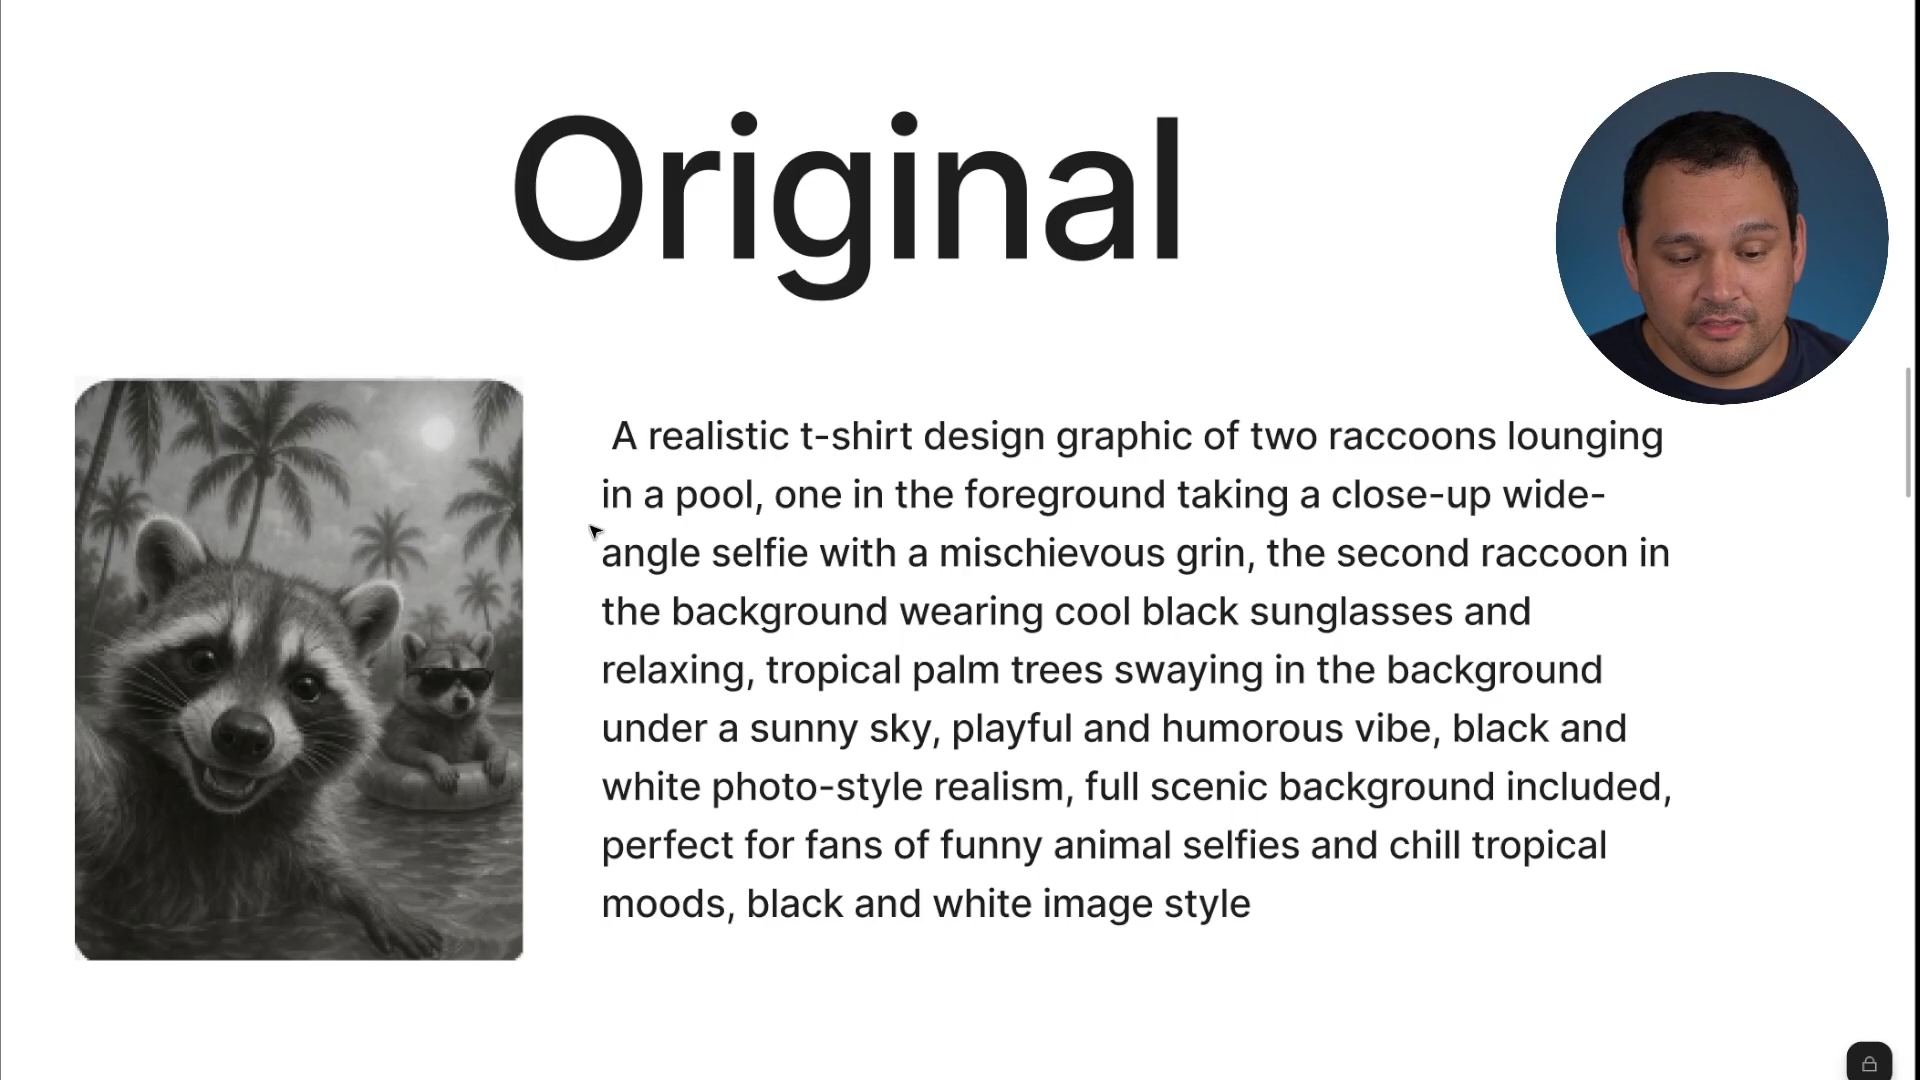 Original
A realistic t-shirt design graphic of two raccoons lounging
in a pool, one in the foreground taking a close-up wide-
angle selfie with a mischievous grin, the second raccoon in
the background wearing cool black sunglasses and
relaxing, tropical palm trees swaying in the background
under a sunny sky, playful and humorous vibe, black and
white photo-style realism, full scenic background included,
perfect for fans of funny animal selfies and chill tropical
moods, black and white image style